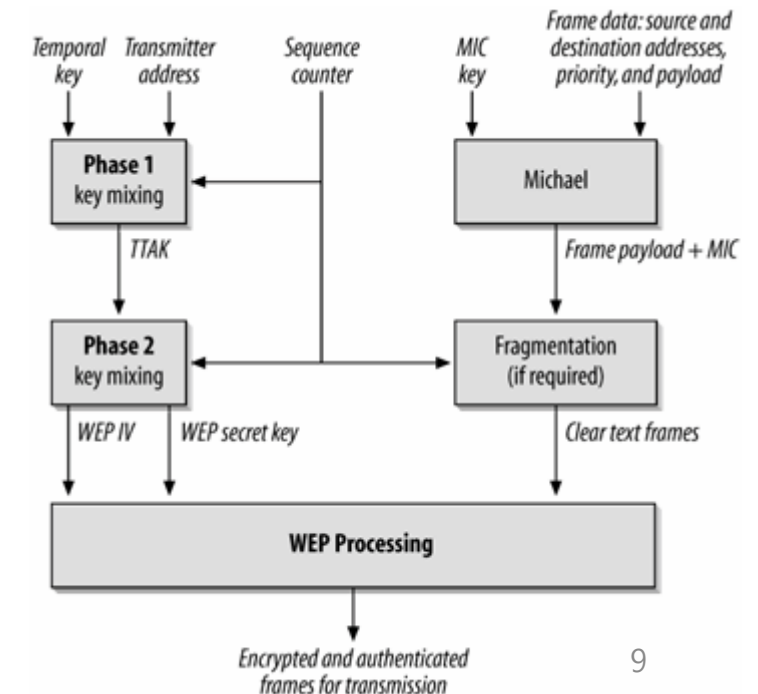 Temporal
key
Transmitter
address
Sequence
counter
MIC
key
Frame data: source and
destination addresses,
priority, and payload
Phase 1
key mixing
Michael
TTAK
Frame payload + MIC
Phase 2
key mixing
Fragmentation
(if required)
WEP IV
WEP secret key
Clear text frames
WEP Processing
Encrypted and authenticated
frames for transmission
9